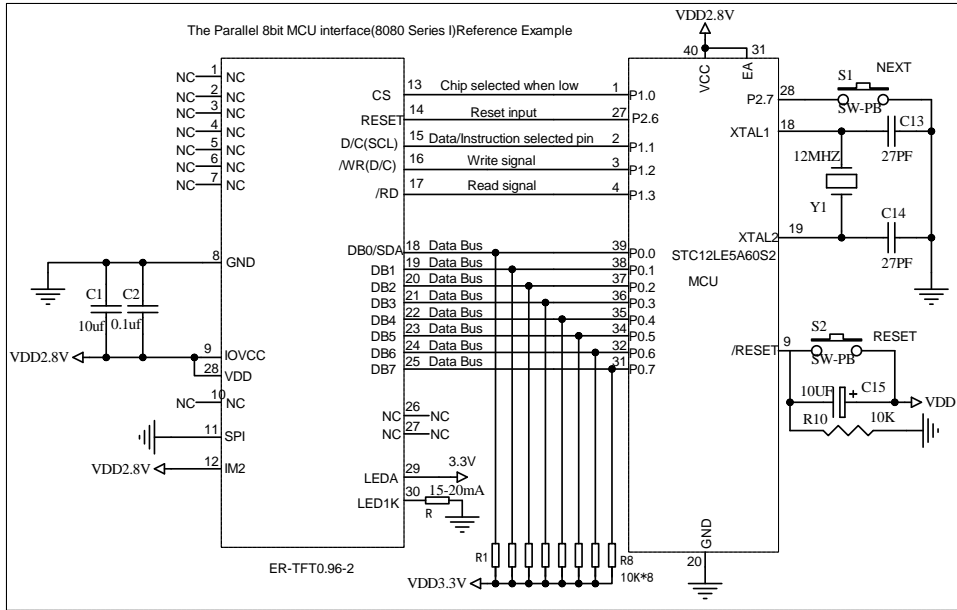 The Parallel 8bit MCU interface(8080 Series I)Reference Example
VDD2.8V
40 31
VCC EA
1
NC NC
2
NC NC
3
NC NC
4
NC NC
5
NC NC
6
NC NC
7
NC NC
CS 13 Chip selected when low 1 P1.0
RESET 14 Reset input 27 P2.6
D/C(SCL) 15 Data/Instruction selected pin 2 P1.1
/WR(D/C) 16 Write signal 3 P1.2
/RD 17 Read signal 4 P1.3
P2.7 28 S1 NEXT
SW-PB
XTAL1 18 C13
27PF
12MHZ
Y1
C14
XTAL2 19
27PF
STC12LE5A60S2
MCU
DB0/SDA 18 Data Bus 39 P0.0
DB1 19 Data Bus 38 P0.1
DB2 20 Data Bus 37 P0.2
DB3 21 Data Bus 36 P0.3
DB4 22 Data Bus 35 P0.4
DB5 23 Data Bus 34 P0.5
DB6 24 Data Bus 32 P0.6
DB7 25 Data Bus 31 P0.7
8 GND
C1 C2
10uf 0.1uf
VDD2.8V 9 IOVCC
28 VDD
NC 10 NC
11 SPI
VDD2.8V 12 IM2
NC 26 NC
NC 27 NC
LEDA 29 3.3V
LED1K 30 15-20mA
R
S2 RESET
/RESET 9
SW-PB
10UF + C15
VDD
R10 10K
R1 R8
10K*8
VDD3.3V
GND
20
ER-TFT0.96-2